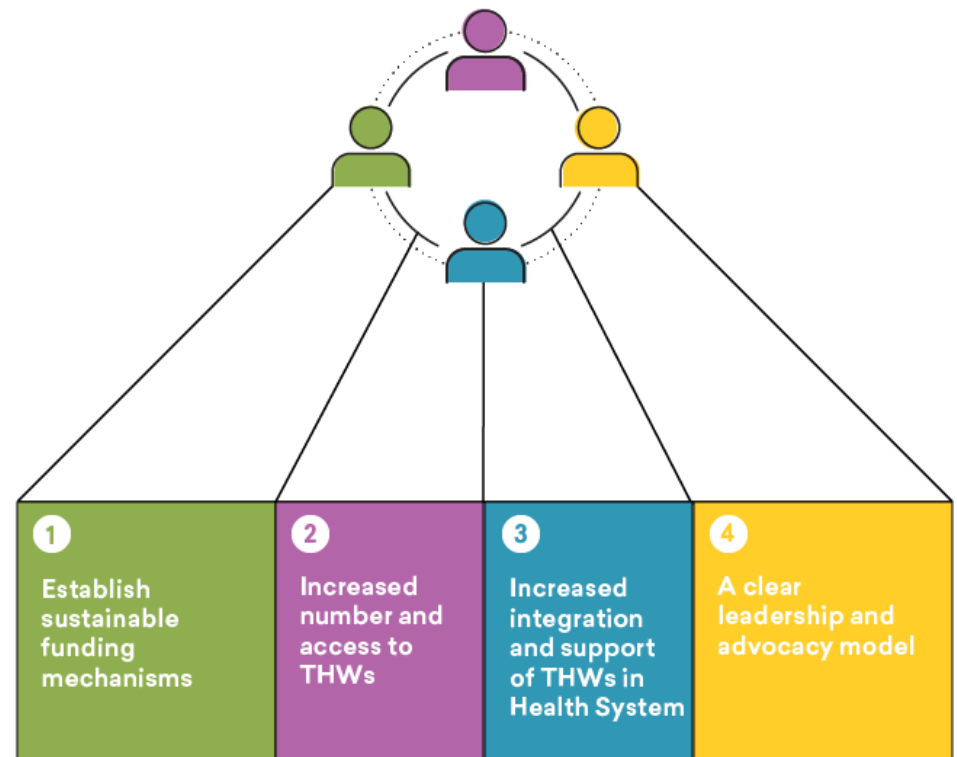 1
Establish
sustainable
funding
mechanisms
2
Increased
number and
access to
THWs
3
Increased
integration
and support
of THWs in
Health System
4
A clear
leadership and
advocacy model